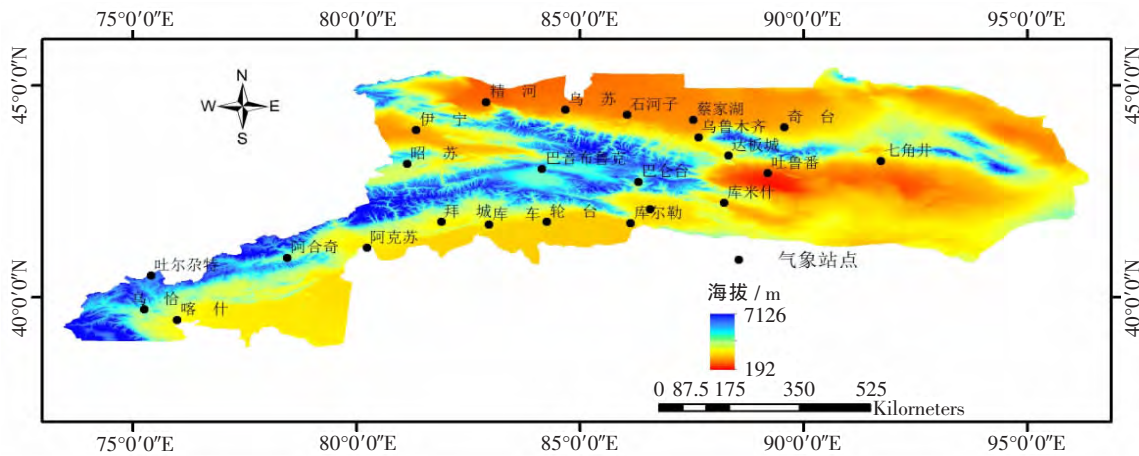 75°0′0″E 80°0′0″E 85°0′0″E 90°0′0″E 95°0′0″E
45°0′0″N
45°0′0″N
N
W E
S
精 河
乌 苏
石河子
蔡家湖
奇 台
伊 宁
乌鲁木齐
达板城
昭 苏
巴音布鲁克
巴仑台
吐鲁番
七角井
库米什
拜 城
库 车
轮 台
库尔勒
阿克苏
阿合奇
吐尔尕特
乌 恰
喀 什
气象站点
海拔 / m
7126
192
40°0′0″N
40°0′0″N
0 87.5 175 350 525
Kilorneters
75°0′0″E 80°0′0″E 85°0′0″E 90°0′0″E 95°0′0″E